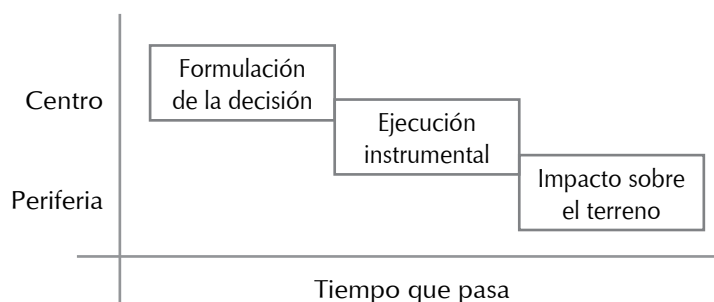 Formulación
de la decisión
Centro
Ejecución
instrumental
Impacto sobre
el terreno
Periferia
Tiempo que pasa